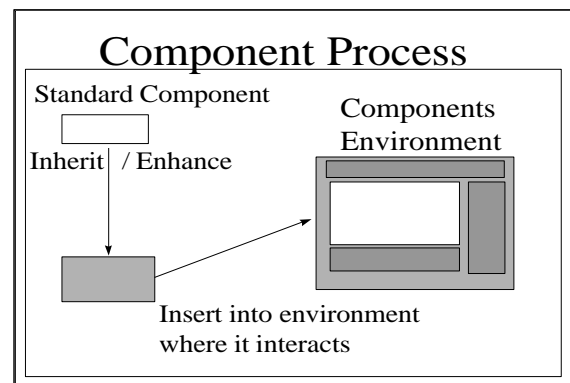 Component Process
Standard Component
Components
Environment
Inherit / Enhance
Insert into environment
where it interacts